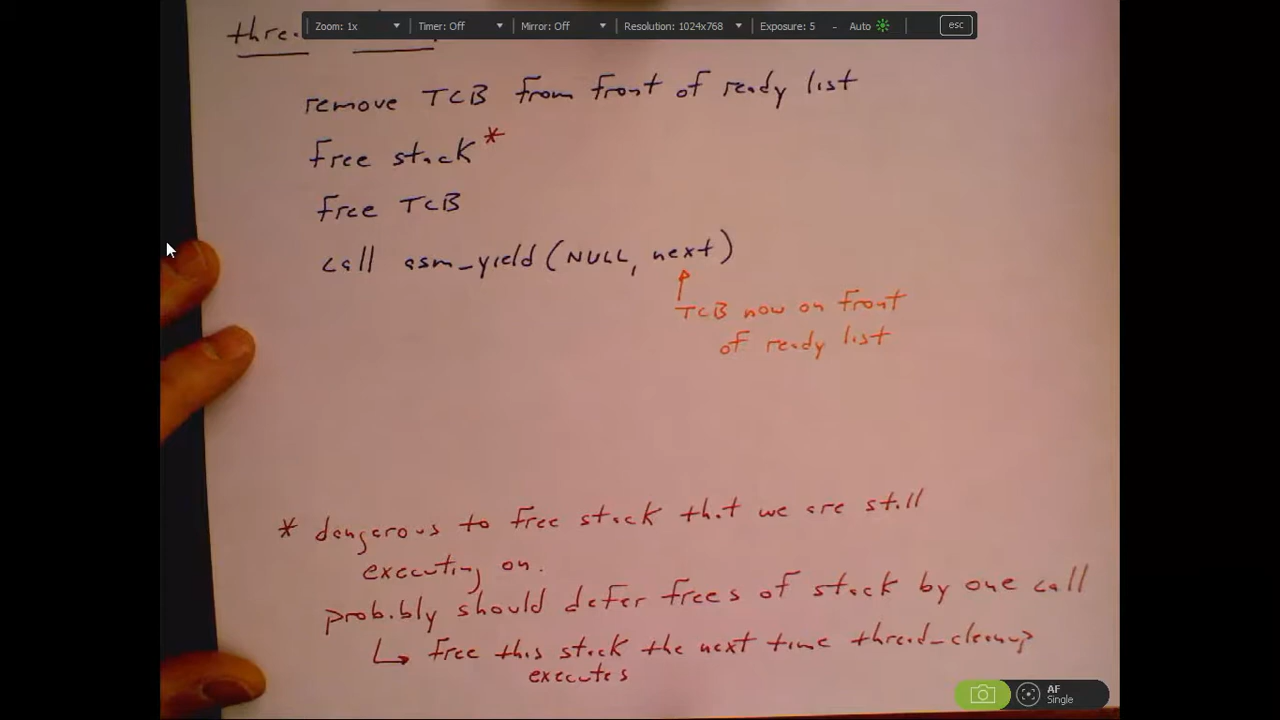 Zoom: 1x Timer: Off Mirror: Off Resolution: 1024x768 Exposure: 5 - Auto esc
remove TCB from front of ready list
free stack *
free TCB
call asm_yield (NULL, next)
TCB now on front
of ready list
* dangerous to free stack that we are still
executing on.
probably should defer frees of stack by one call
↳ free this stack the next time thread_cleanup
executes
AF
Single